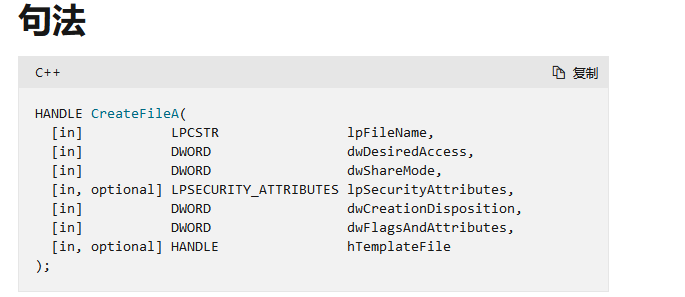 句法
C++ 复制
HANDLE CreateFileA(
  [in]           LPCSTR                lpFileName,
  [in]           DWORD                 dwDesiredAccess,
  [in]           DWORD                 dwShareMode,
  [in, optional] LPSECURITY_ATTRIBUTES lpSecurityAttributes,
  [in]           DWORD                 dwCreationDisposition,
  [in]           DWORD                 dwFlagsAndAttributes,
  [in, optional] HANDLE                hTemplateFile
);